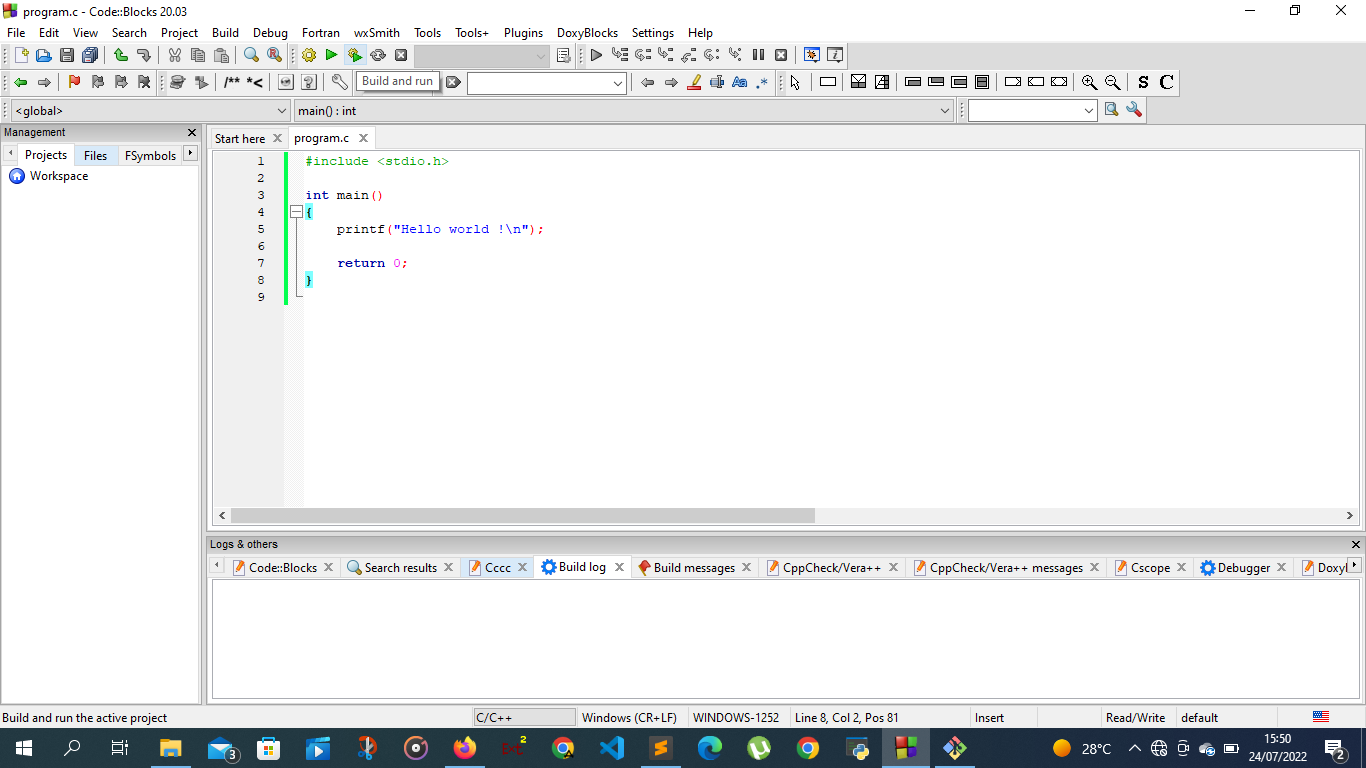 program.c - Code::Blocks 20.03
File Edit View Search Project Build Debug Fortran wxSmith Tools Tools+ Plugins DoxyBlocks Settings Help
/** *<
Build and run
Aa .*
S C
<global>
main() : int
Management
Projects Files FSymbols
Workspace
Start here program.c
1 #include <stdio.h>
2
3 int main()
4 {
5 printf("Hello world !\n");
6
7 return 0;
8 }
9
Logs & others
Code::Blocks Search results Cccc Build log Build messages CppCheck/Vera++ CppCheck/Vera++ messages Cscope Debugger
Build and run the active project C/C++ Windows (CR+LF) WINDOWS-1252 Line 8, Col 2, Pos 81 Insert Read/Write default
3
2
28°C
15:50
24/07/2022
2